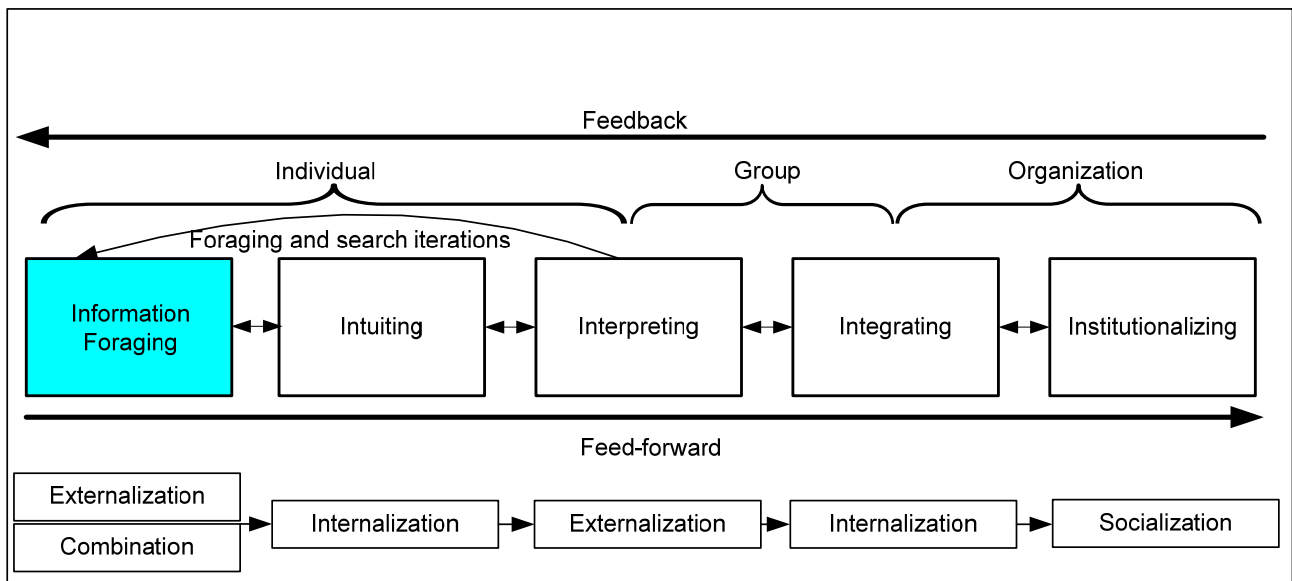 Feedback
Individual
Group
Organization
Foraging and search iterations
Information
Foraging
Intuiting
Interpreting
Integrating
Institutionalizing
Feed-forward
Externalization
Combination
Internalization
Externalization
Internalization
Socialization